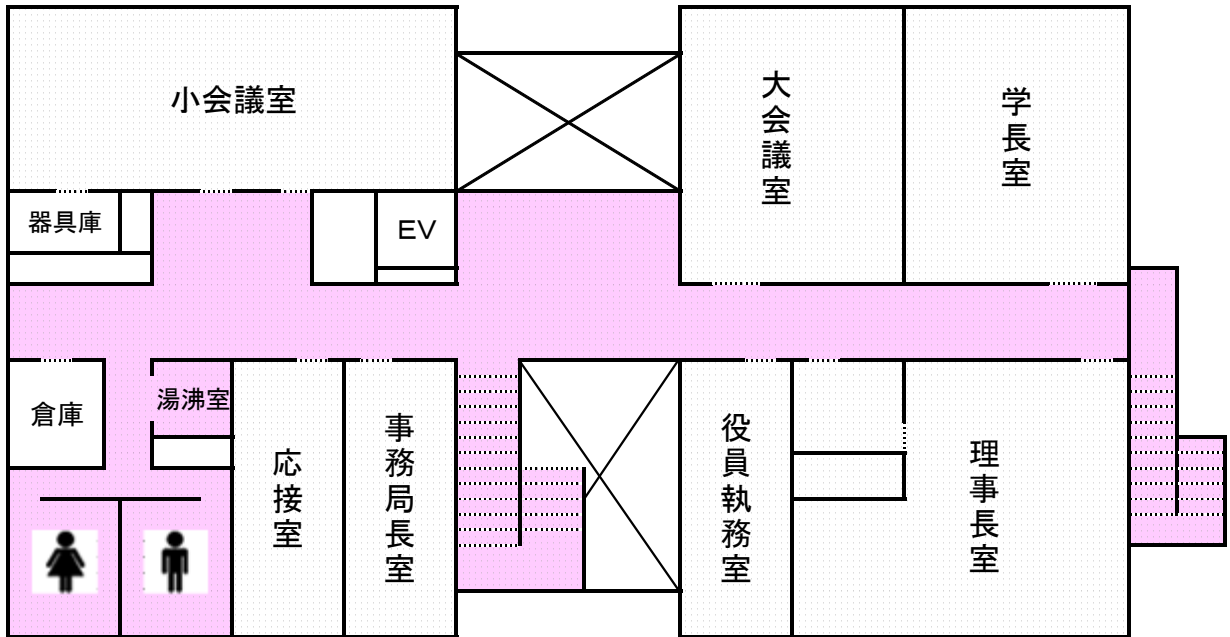 小会議室
大会議室
学長室
器具庫
EV
倉庫
湯沸室
応接室
事務局長室
役員執務室
理事長室